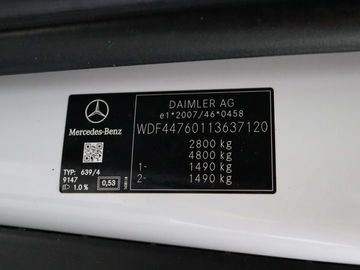 DAIMLER AG
e1*2007/46*0458
WDF44760113637120
2800 kg
4800 kg
1- 1490 kg
2- 1490 kg
Mercedes-Benz
TYP: 639/4
9147
1.0 %
0,53